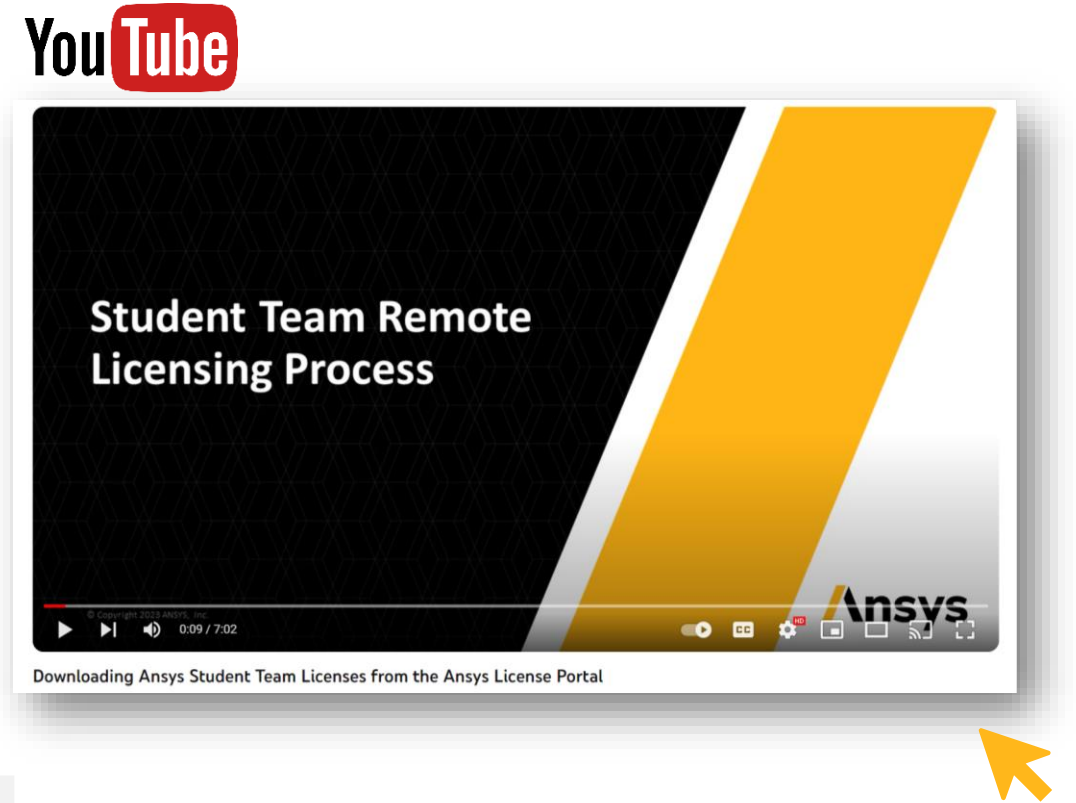 YouTube
Student Team Remote
Licensing Process
© Copyright 2023 ANSYS, Inc.
Ansys
0:09 / 7:02
CC
HD
Downloading Ansys Student Team Licenses from the Ansys License Portal